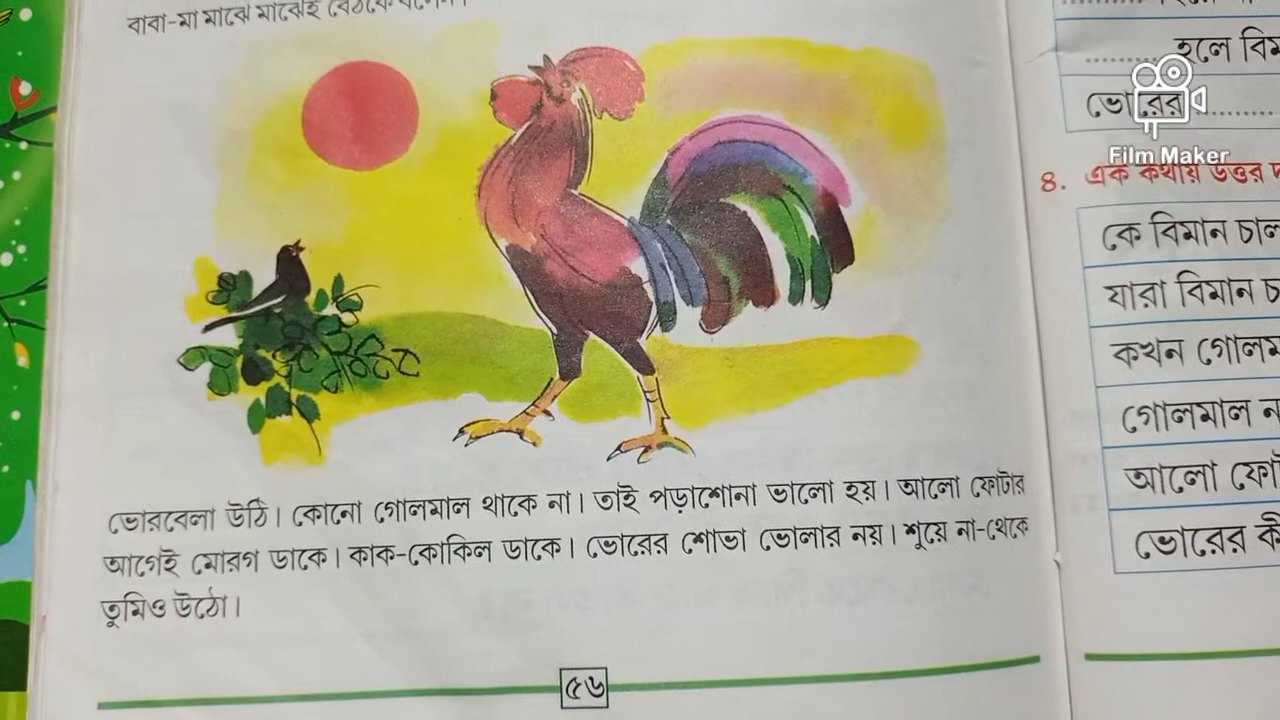 বাবা-মা মাঝে মাঝেই বৈঠকে বসেন।
ভোরবেলা উঠি। কোনো গোলমাল থাকে না। তাই পড়াশোনা ভালো হয়। আলো ফোটার
আগেই মোরগ ডাকে। কাক-কোকিল ডাকে। ভোরের শোভা ভোলার নয়। শুয়ে না-থেকে
তুমিও উঠো।
৫৬
......... হলে
ভোরের ..........
Film Maker
৪. এক কথায় উত্তর
কে বিমান
যারা বিমান
কখন
গোলমাল
আলো
ভোরের